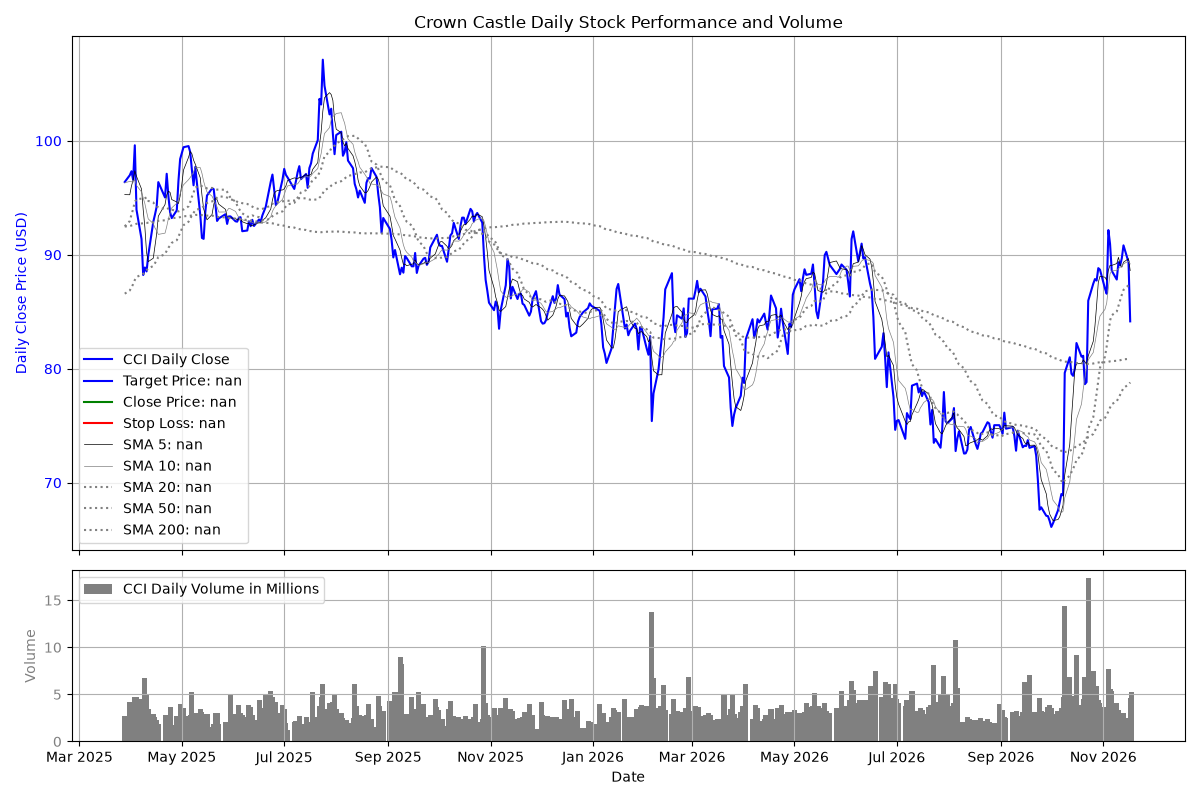 Crown Castle Daily Stock Performance and Volume
Daily Close Price (USD)
100
90
80
70
CCI Daily Close
Target Price: nan
Close Price: nan
Stop Loss: nan
SMA 5: nan
SMA 10: nan
SMA 20: nan
SMA 50: nan
SMA 200: nan
CCI Daily Volume in Millions
Volume
15
10
5
0
Mar 2025 May 2025 Jul 2025 Sep 2025 Nov 2025 Jan 2026 Mar 2026 May 2026 Jul 2026 Sep 2026 Nov 2026
Date